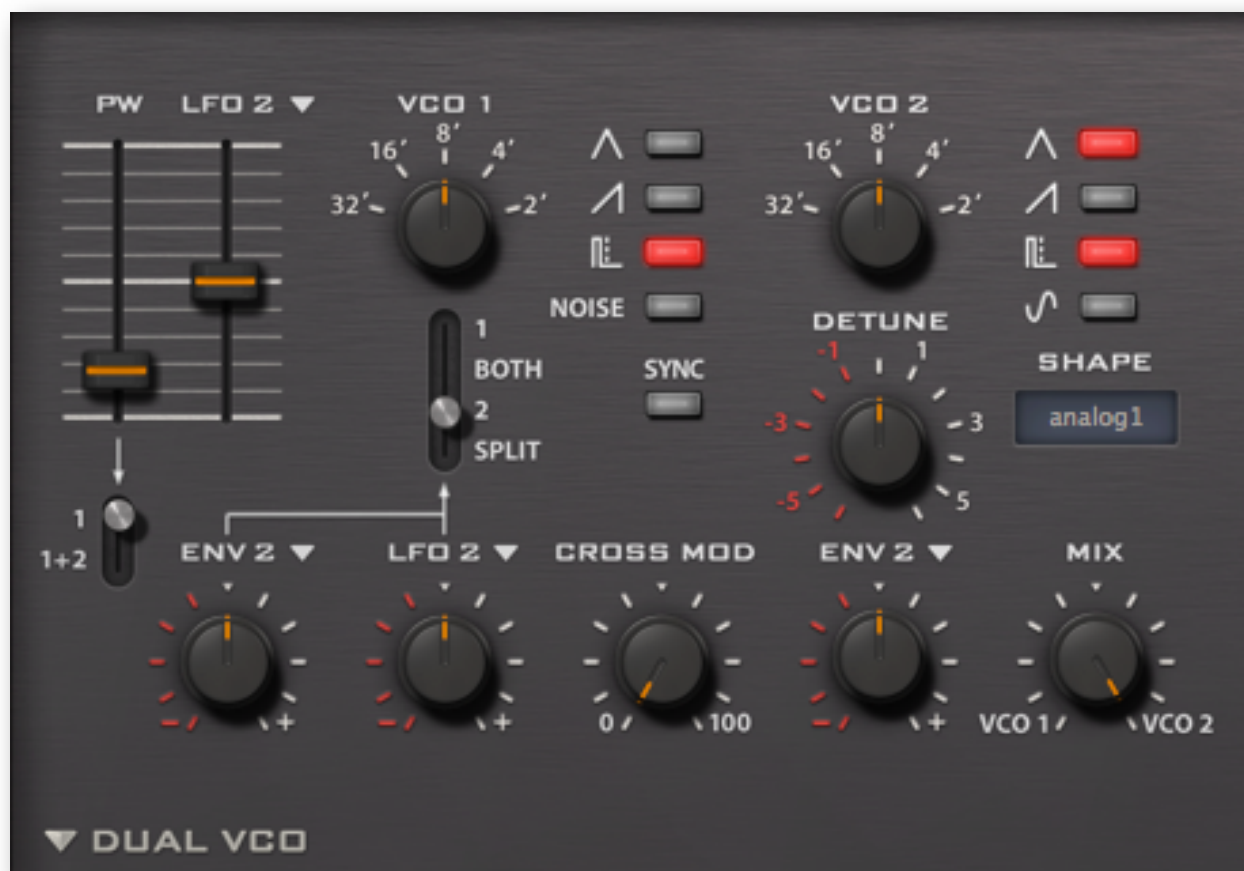 PW LFO 2 VCO 1 VCO 2
32’ 16’ 8’ 4’ 2’
32’ 16’ 8’ 4’ 2’
NOISE
SYNC
1
BOTH
2
SPLIT
DETUNE
-1 1
-3 3
-5 5
SHAPE
analog1
1
1+2
ENV 2 LFO 2 CROSS MOD ENV 2 MIX
- + - + 0 100 - + VCO 1 VCO 2
DUAL VCO